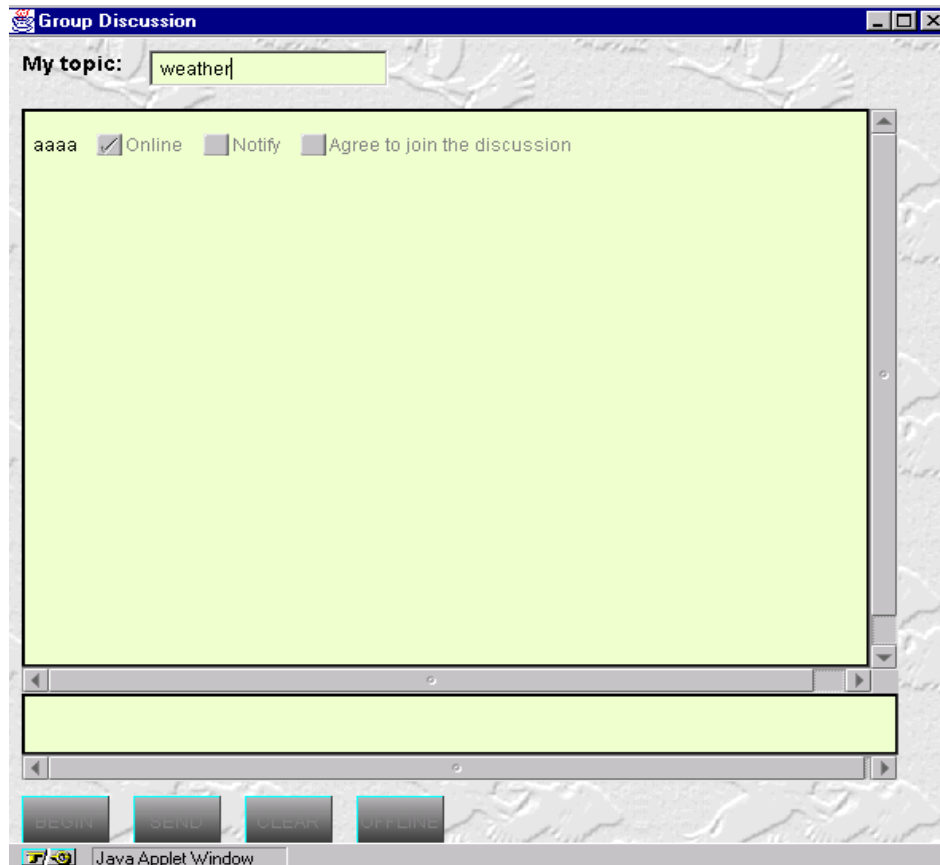 Group Discussion
My topic: weather
aaaa Online Notify Agree to join the discussion
BEGIN SEND CLEAR OFFLINE
Java Applet Window